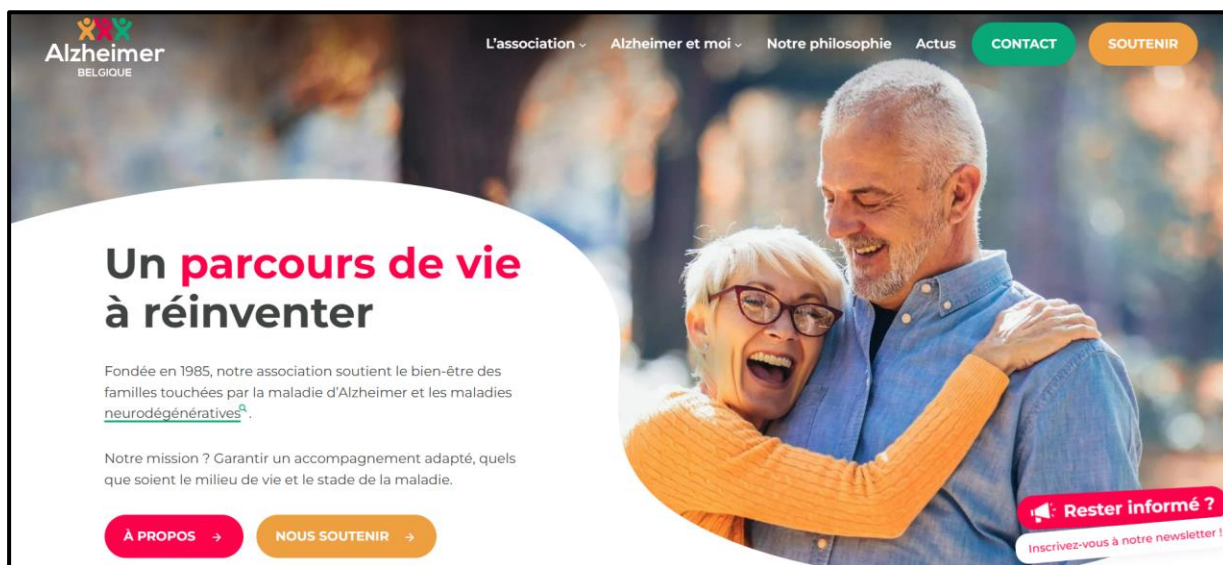 Alzheimer
BELGIQUE
L'association
Alzheimer et moi
Notre philosophie
Actus
CONTACT
SOUTENIR
Un parcours de vie
à réinventer
Fondée en 1985, notre association soutient le bien-être des
familles touchées par la maladie d'Alzheimer et les maladies
neurodégénératives.
Notre mission ? Garantir un accompagnement adapté, quels
que soient le milieu de vie et le stade de la maladie.
À PROPOS →
NOUS SOUTENIR →
Rester informé ?
Inscrivez-vous à notre newsletter !